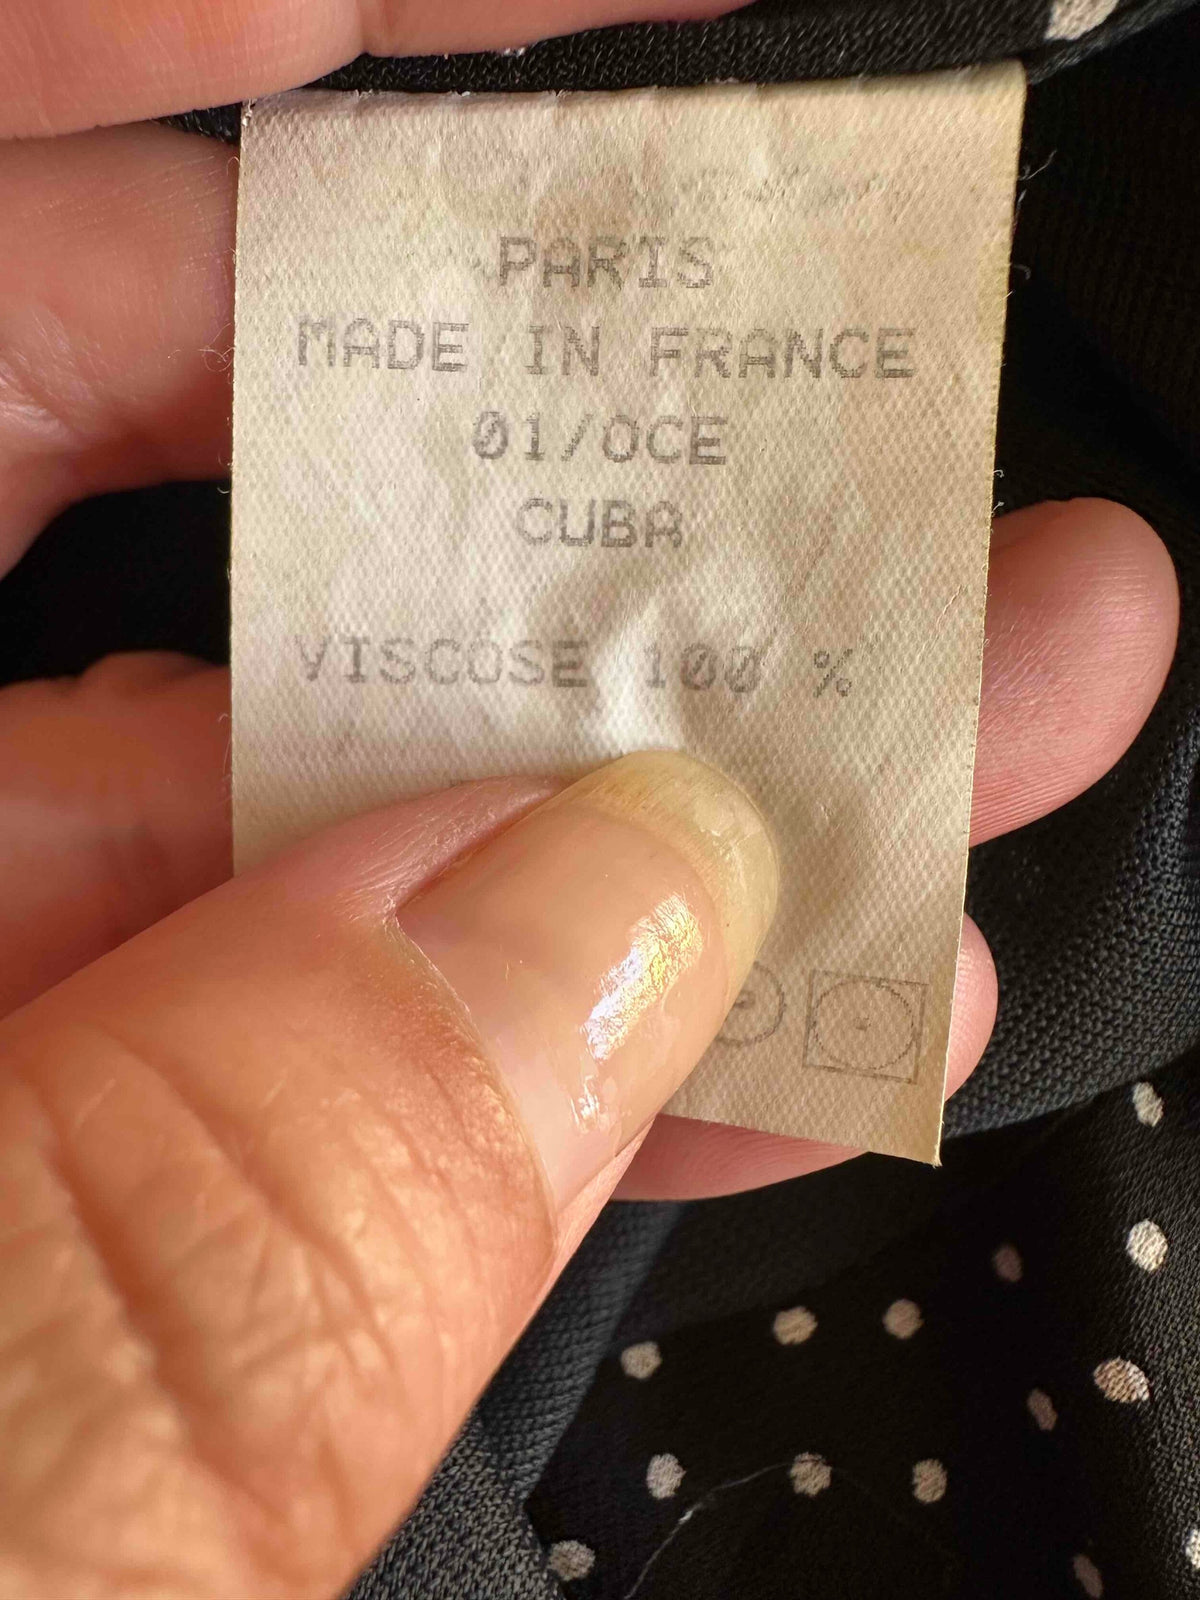 PARIS
MADE IN FRANCE
01/OCE
CUBA
VISCOSE 100 %